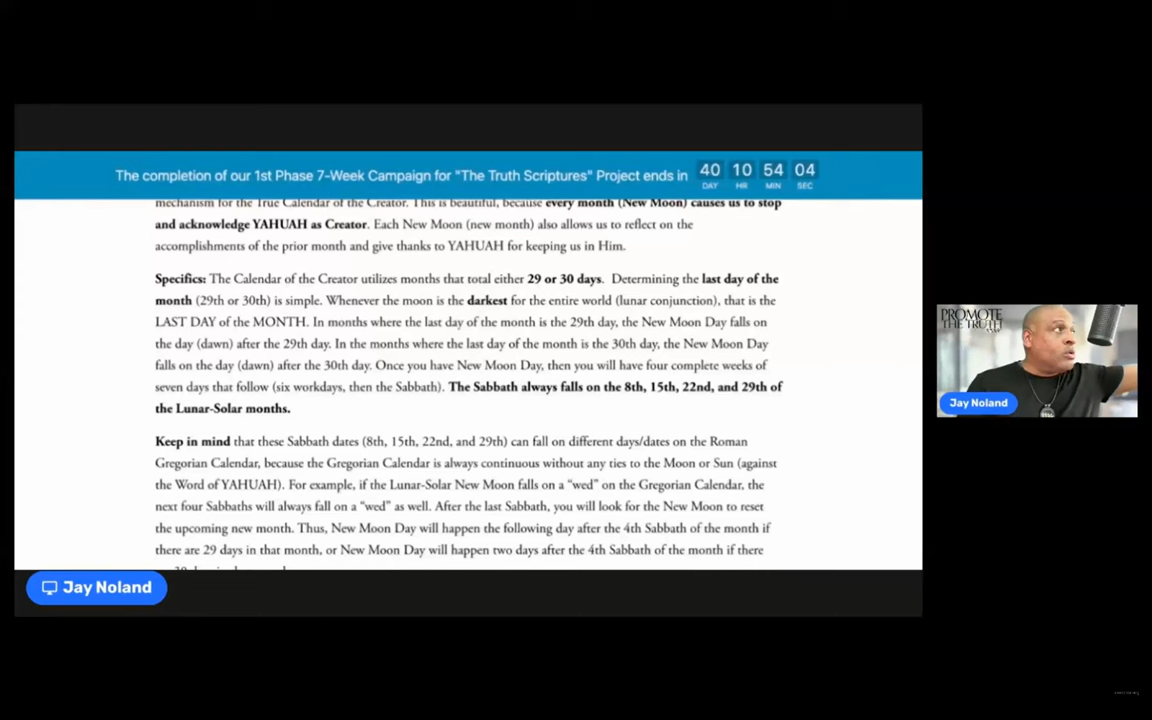 The completion of our 1st Phase 7-Week Campaign for "The Truth Scriptures" Project ends in
40 10 54 04
DAY HR MIN SEC
mechanism for the True Calendar of the Creator. This is beautiful, because every month (New Moon) causes us to stop
and acknowledge YAHUAH as Creator. Each New Moon (new month) also allows us to reflect on the
accomplishments of the prior month and give thanks to YAHUAH for keeping us in Him.
Specifics: The Calendar of the Creator utilizes months that total either 29 or 30 days. Determining the last day of the
month (29th or 30th) is simple. Whenever the moon is the darkest for the entire world (lunar conjunction), that is the
LAST DAY of the MONTH. In months where the last day of the month is the 29th day, the New Moon Day falls on
the day (dawn) after the 29th day. In the months where the last day of the month is the 30th day, the New Moon Day
falls on the day (dawn) after the 30th day. Once you have New Moon Day, then you will have four complete weeks of
seven days that follow (six workdays, then the Sabbath). The Sabbath always falls on the 8th, 15th, 22nd, and 29th of
the Lunar-Solar months.
Keep in mind that these Sabbath dates (8th, 15th, 22nd, and 29th) can fall on different days/dates on the Roman
Gregorian Calendar, because the Gregorian Calendar is always continuous without any ties to the Moon or Sun (against
the Word of YAHUAH). For example, if the Lunar-Solar New Moon falls on a “wed” on the Gregorian Calendar, the
next four Sabbaths will always fall on a “wed” as well. After the last Sabbath, you will look for the New Moon to reset
the upcoming new month. Thus, New Moon Day will happen the following day after the 4th Sabbath of the month if
there are 29 days in that month, or New Moon Day will happen two days after the 4th Sabbath of the month if there
Jay Noland
PROMOTE
THE TRUTH
Jay Noland